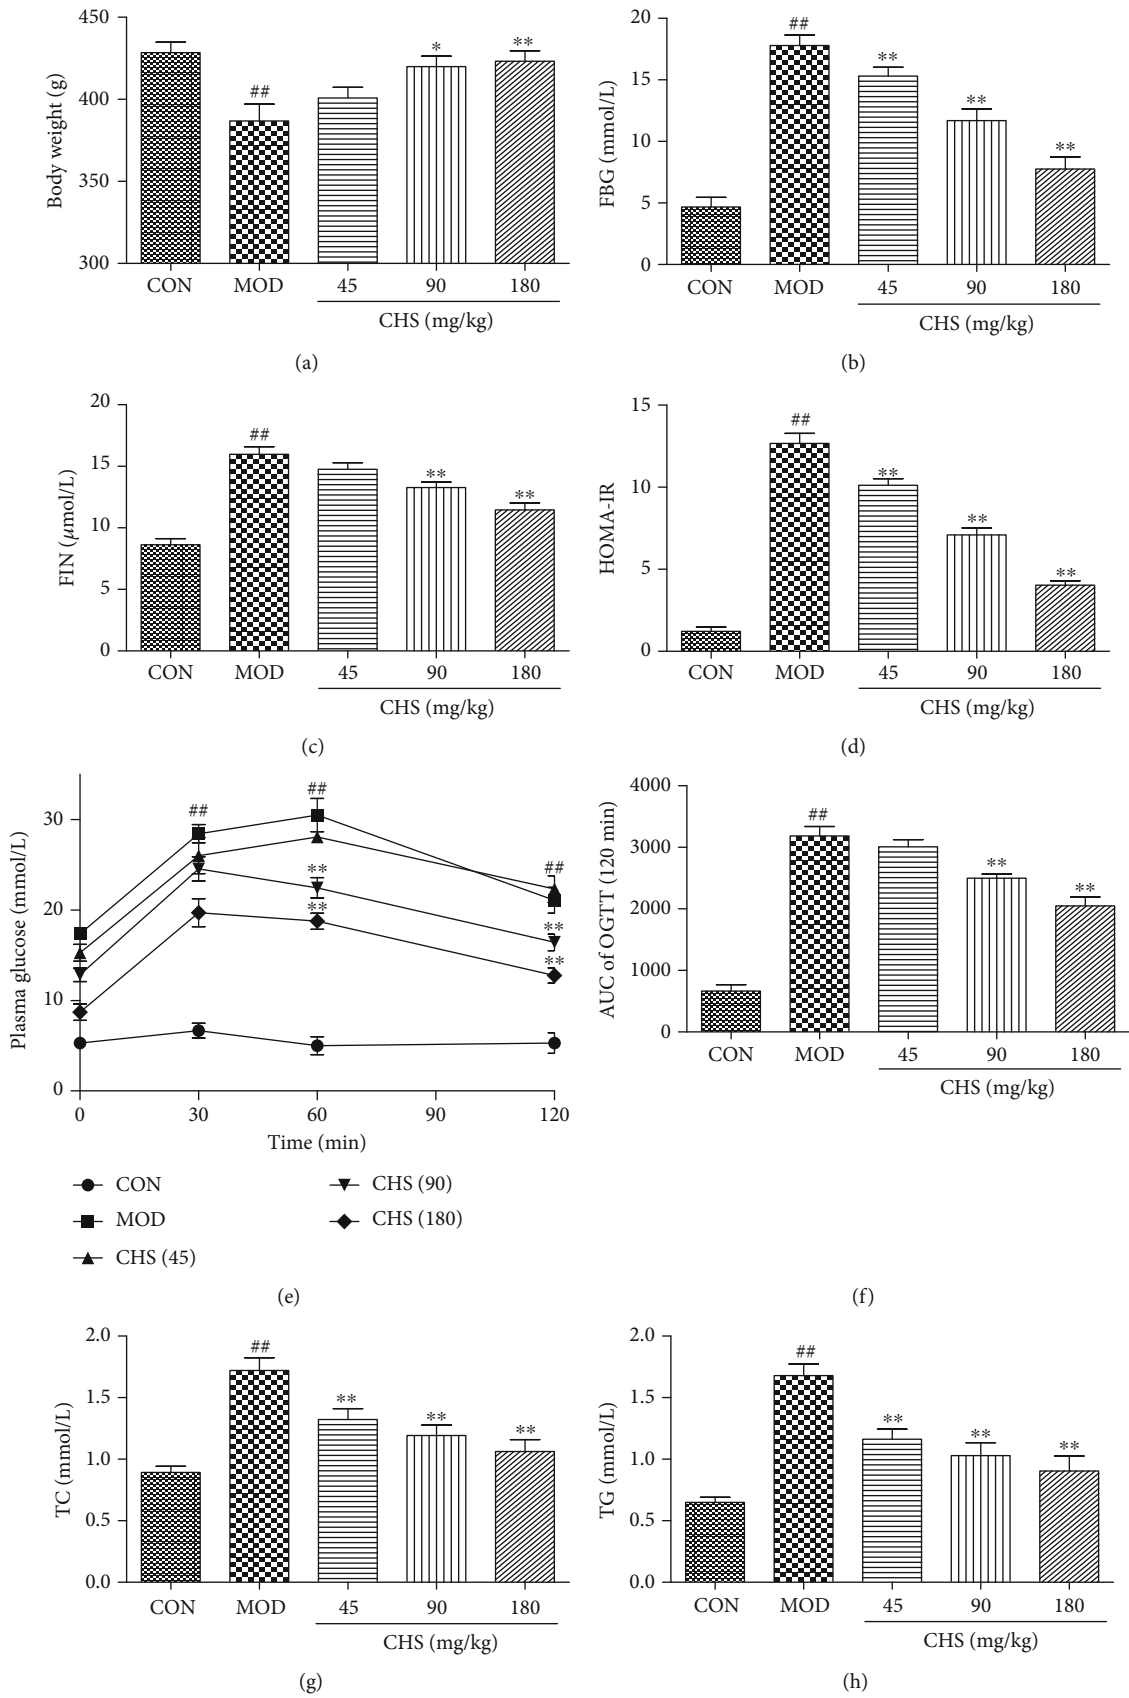 450
400
350
300
Body weight (g)
##
*
**
CON MOD 45 90 180
CHS (mg/kg)
(a)
20
15
10
5
0
FBG (mmol/L)
##
**
**
**
CON MOD 45 90 180
CHS (mg/kg)
(b)
20
15
10
5
0
FIN (μmol/L)
##
**
**
CON MOD 45 90 180
CHS (mg/kg)
(c)
15
10
5
0
HOMA-IR
##
**
**
**
CON MOD 45 90 180
CHS (mg/kg)
(d)
30
20
10
0
Plasma glucose (mmol/L)
##
##
##
**
**
**
**
0 30 60 90 120
Time (min)
CON
MOD
CHS (45)
CHS (90)
CHS (180)
(e)
4000
3000
2000
1000
0
AUC of OGTT (120 min)
##
**
**
CON MOD 45 90 180
CHS (mg/kg)
(f)
2.0
1.5
1.0
0.5
0.0
TC (mmol/L)
##
**
**
**
CON MOD 45 90 180
CHS (mg/kg)
(g)
2.0
1.5
1.0
0.5
0.0
TG (mmol/L)
##
**
**
**
CON MOD 45 90 180
CHS (mg/kg)
(h)